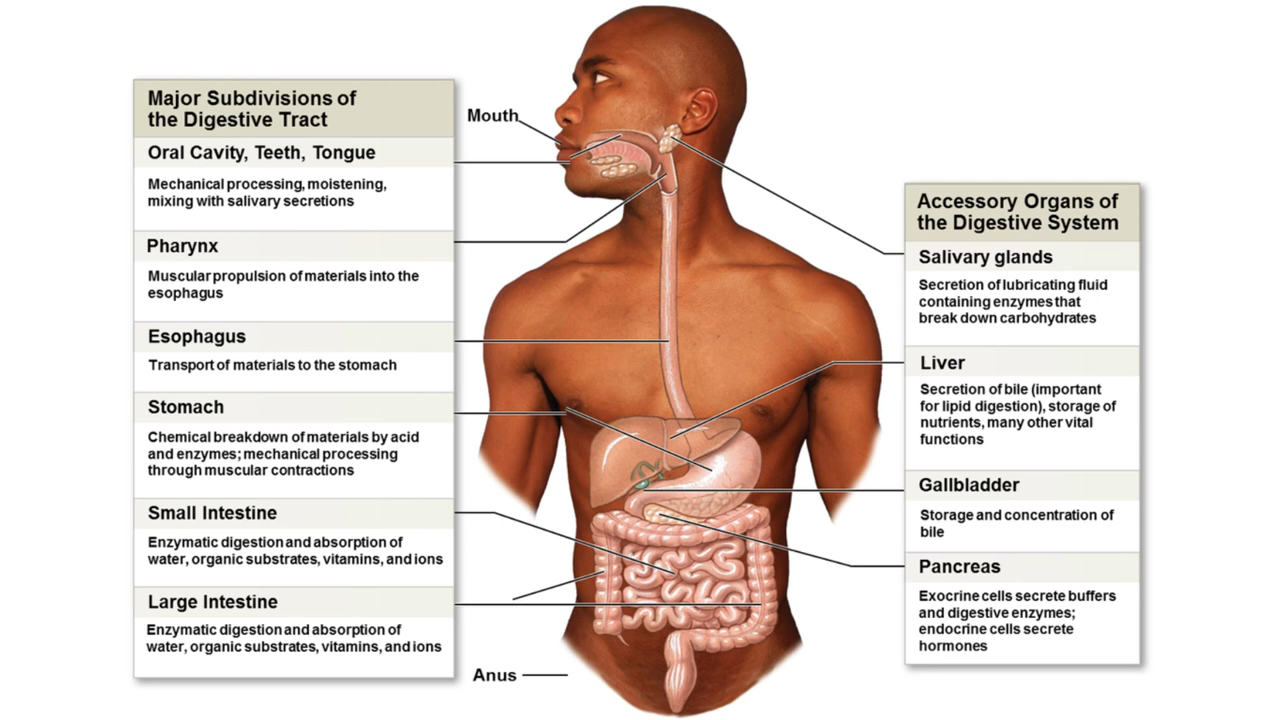 Major Subdivisions of
the Digestive Tract
Oral Cavity, Teeth, Tongue
Mechanical processing, moistening,
mixing with salivary secretions
Pharynx
Muscular propulsion of materials into the
esophagus
Esophagus
Transport of materials to the stomach
Stomach
Chemical breakdown of materials by acid
and enzymes; mechanical processing
through muscular contractions
Small Intestine
Enzymatic digestion and absorption of
water, organic substrates, vitamins, and ions
Large Intestine
Enzymatic digestion and absorption of
water, organic substrates, vitamins, and ions
Mouth
Anus
Accessory Organs of
the Digestive System
Salivary glands
Secretion of lubricating fluid
containing enzymes that
break down carbohydrates
Liver
Secretion of bile (important
for lipid digestion), storage of
nutrients, many other vital
functions
Gallbladder
Storage and concentration of
bile
Pancreas
Exocrine cells secrete buffers
and digestive enzymes;
endocrine cells secrete
hormones